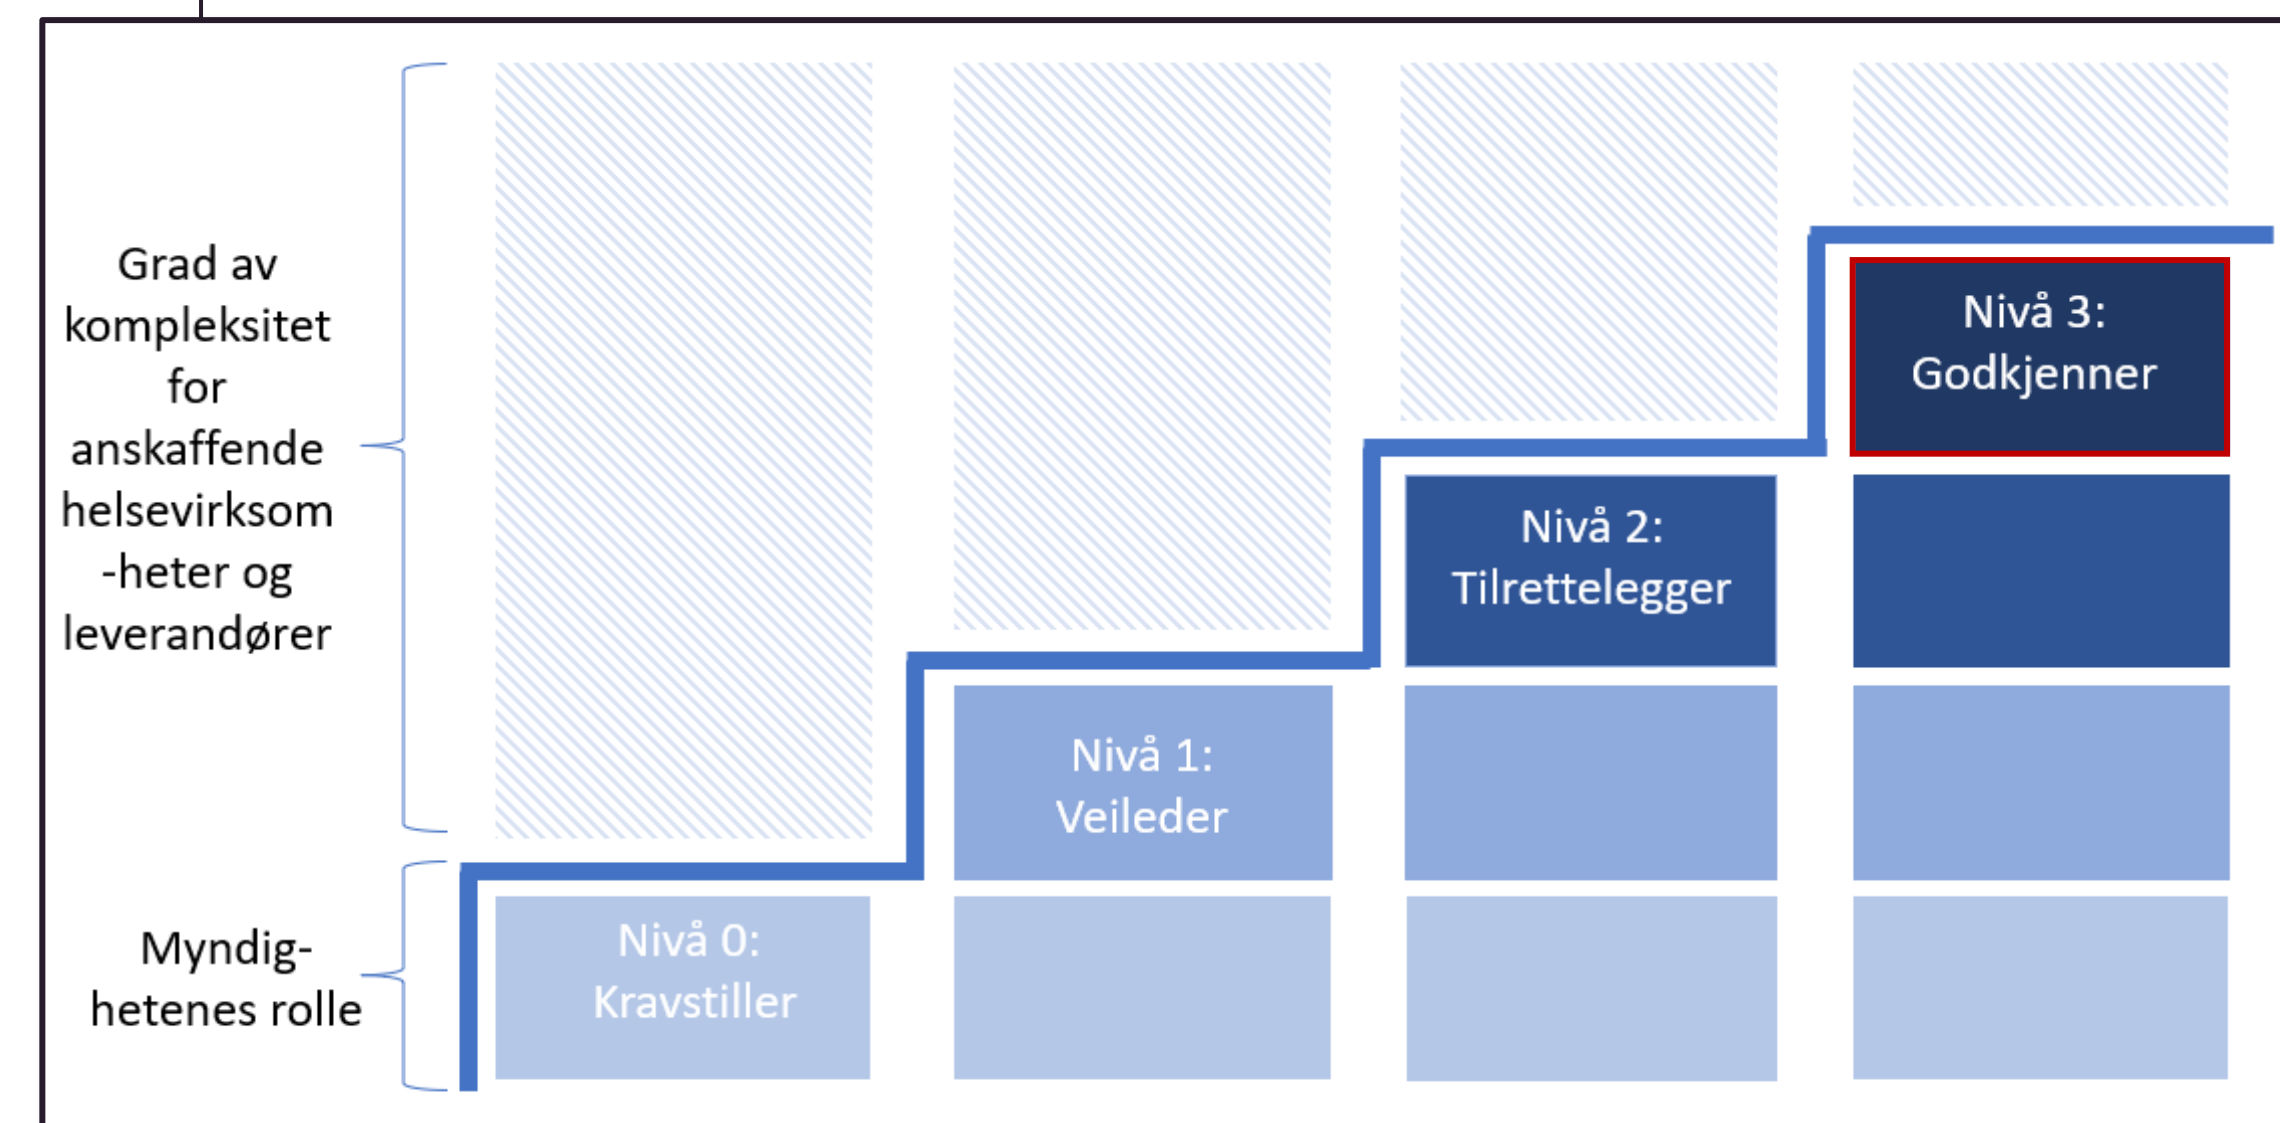 Grad av
kompleksitet
for
anskaffende
helsevirksom
-heter og
leverandører
Myndig-
hetenes rolle
Nivå 0:
Kravstiller
Nivå 1:
Veileder
Nivå 2:
Tilrettelegger
Nivå 3:
Godkjenner